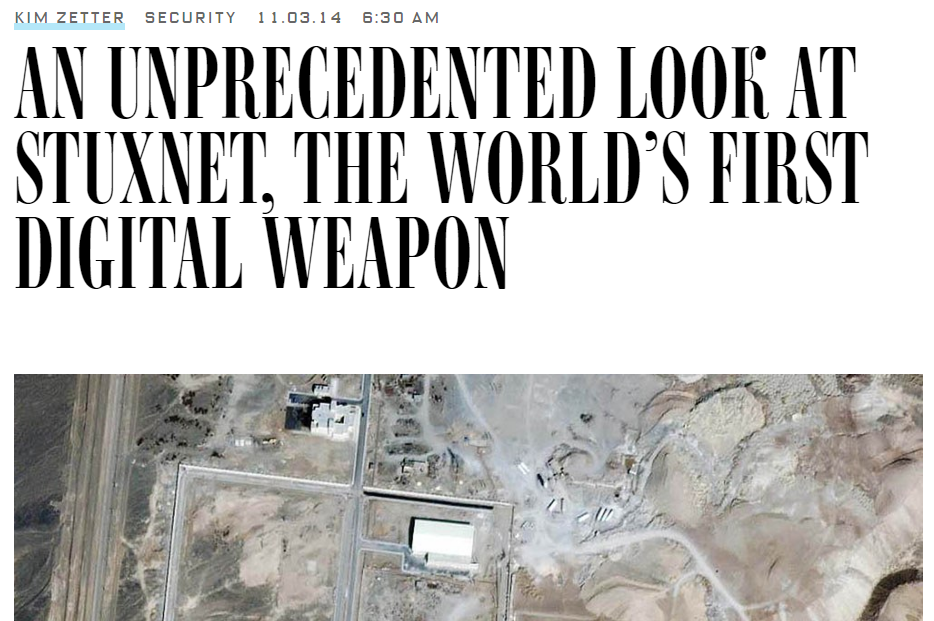 KIM ZETTER SECURITY 11.03.14 6:30 AM
AN UNPRECEDENTED LOOK AT
STUXNET, THE WORLD’S FIRST
DIGITAL WEAPON